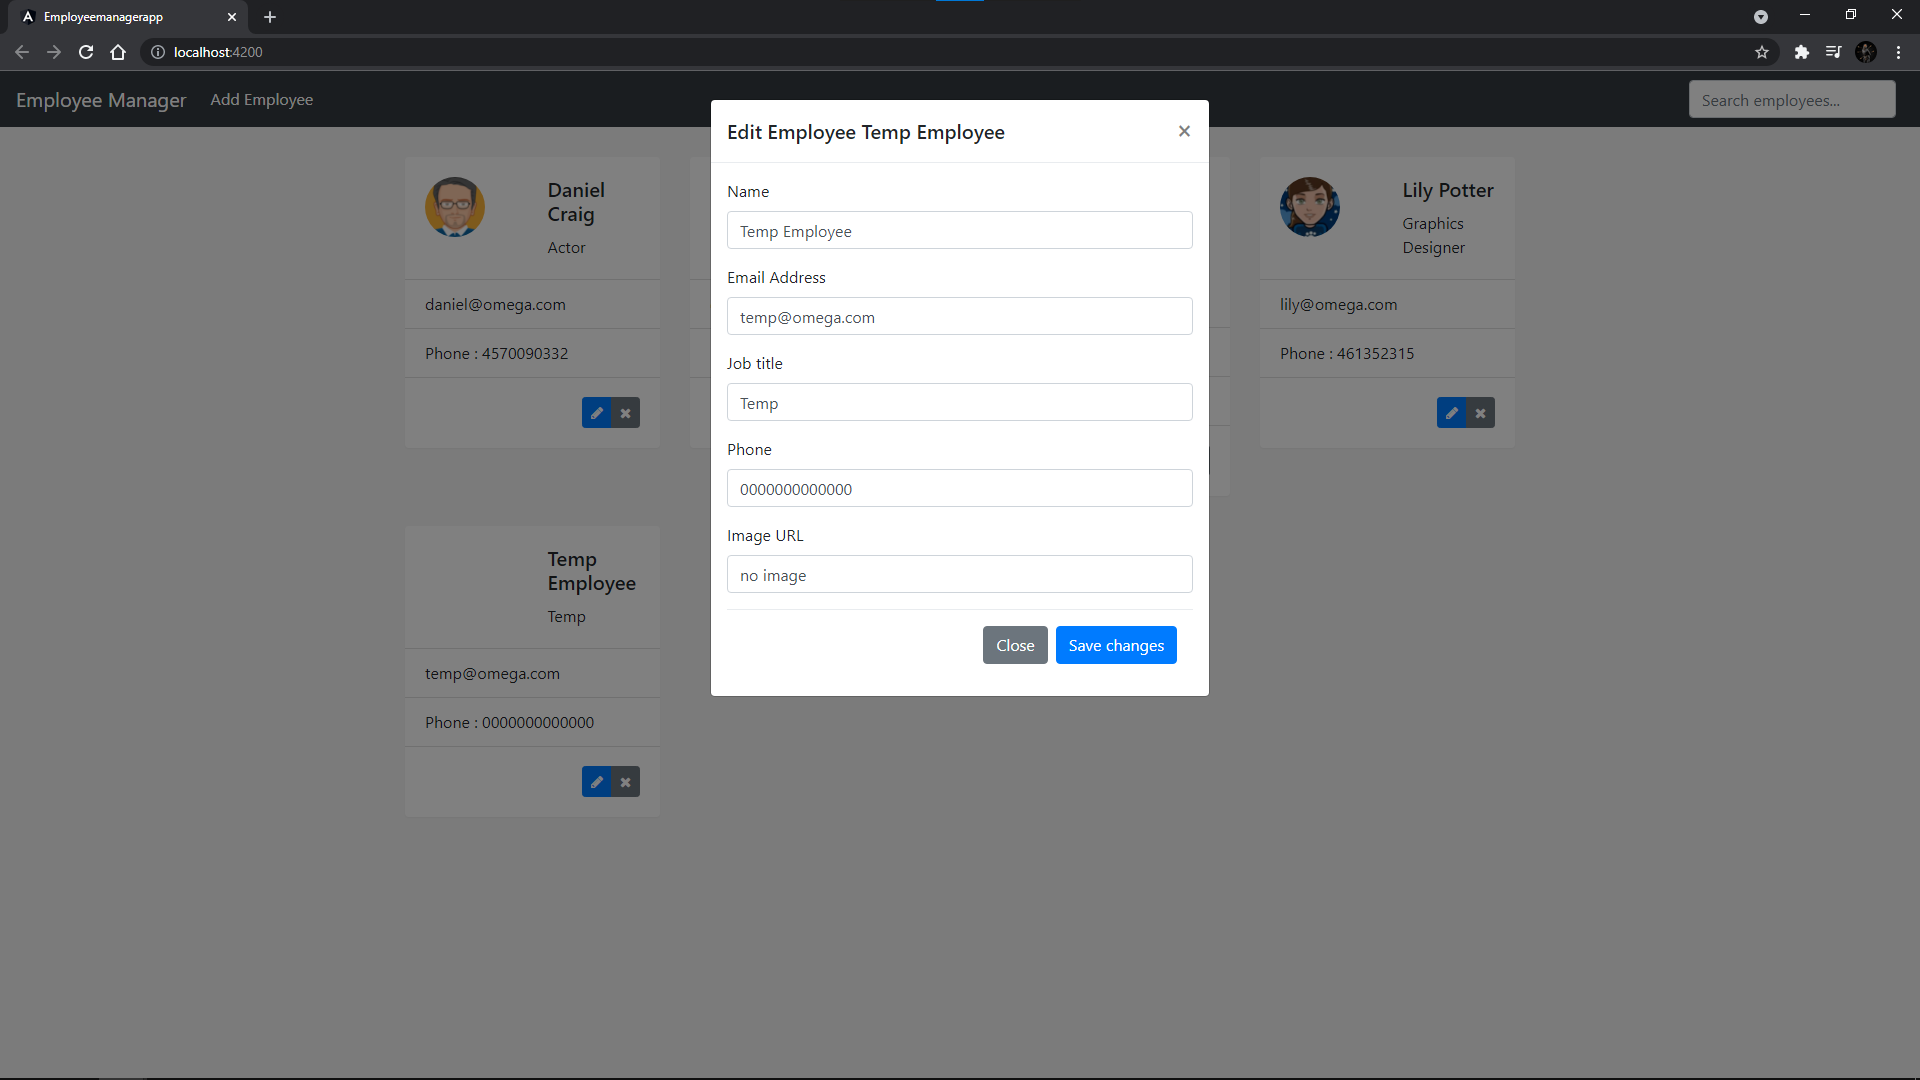 Employeemanagerapp
localhost:4200
Employee Manager
Add Employee
Search employees...
Daniel
Craig
Actor
daniel@omega.com
Phone : 4570090332
Edit Employee Temp Employee
×
Name
Temp Employee
Email Address
temp@omega.com
Job title
Temp
Phone
0000000000000
Image URL
no image
Close
Save changes
Lily Potter
Graphics
Designer
lily@omega.com
Phone : 461352315
Temp
Employee
Temp
temp@omega.com
Phone : 0000000000000